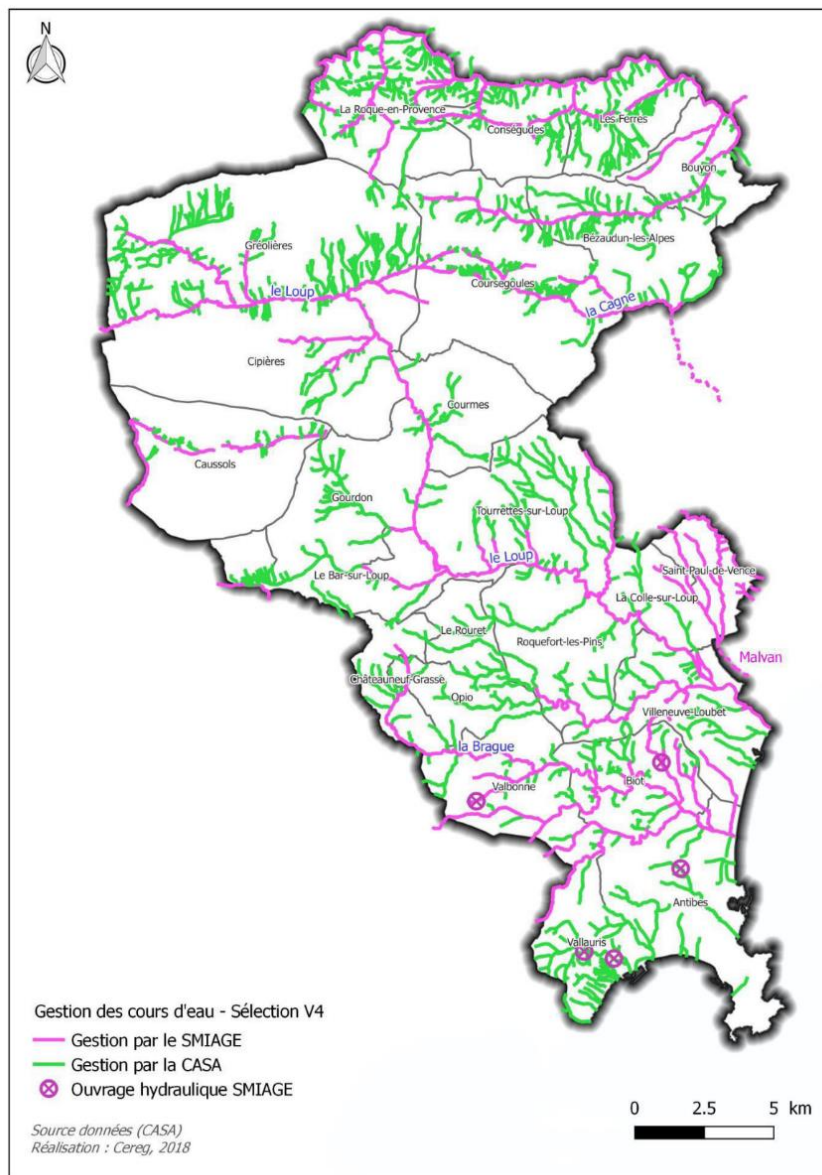 N
La Roque-en-Provence
Conségudes
Les Ferres
Bouyon
Gréolières
Bézaudun-les-Alpes
le Loup
Coursegoules
la Cagne
Cipières
Courmes
Caussols
Gourdon
Tourrettes-sur-Loup
le Loup
Le Bar-sur-Loup
Saint-Paul-de-Vence
La Colle-sur-Loup
Le Rouret
Roquefort-les-Pins
Malvan
Châteauneuf-Grasse
Opio
Villeneuve-Loubet
la Brague
Valbonne
Biot
Antibes
Vallauris
Gestion des cours d'eau - Sélection V4
Gestion par le SMIAGE
Gestion par la CASA
Ouvrage hydraulique SMIAGE
0 2.5 5 km
Source données (CASA)
Réalisation : Cereg, 2018